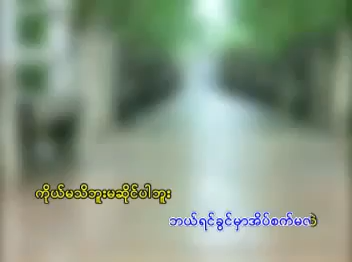 ကိုယ်မသိဘူးမဆိုင်ပါဘူး
ဘယ်ရင်ခွင်မှာအိပ်စက်မလဲ